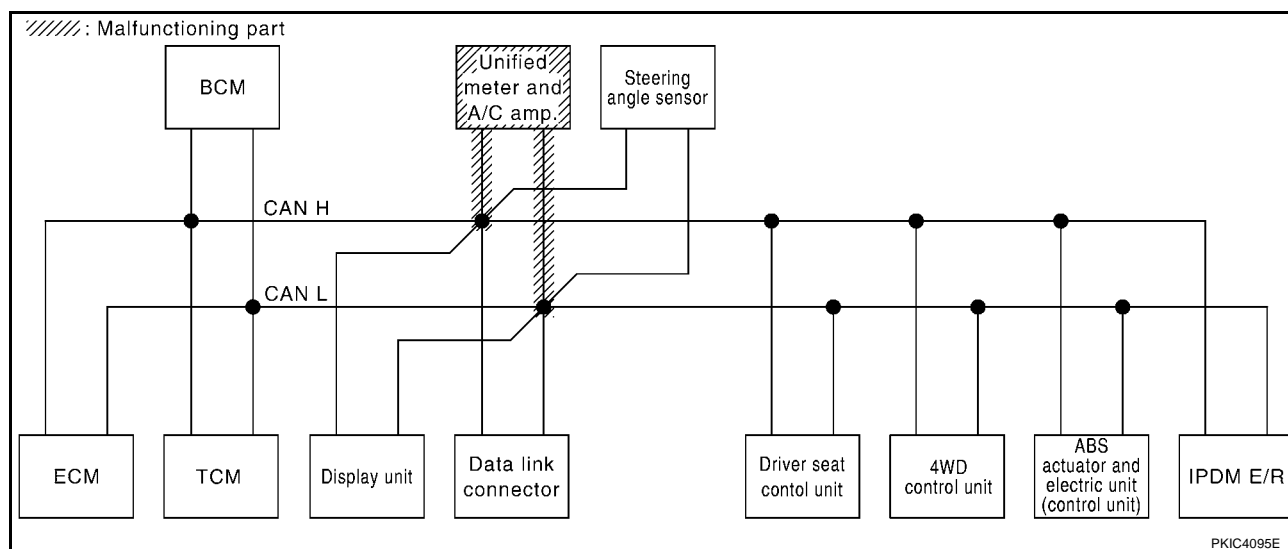 : Malfunctioning part
BCM
Unified
meter and
A/C amp.
Steering
angle sensor
CAN H
CAN L
ECM
TCM
Display unit
Data link
connector
Driver seat
contol unit
4WD
control unit
ABS
actuator and
electric unit
(control unit)
IPDM E/R
PKIC4095E